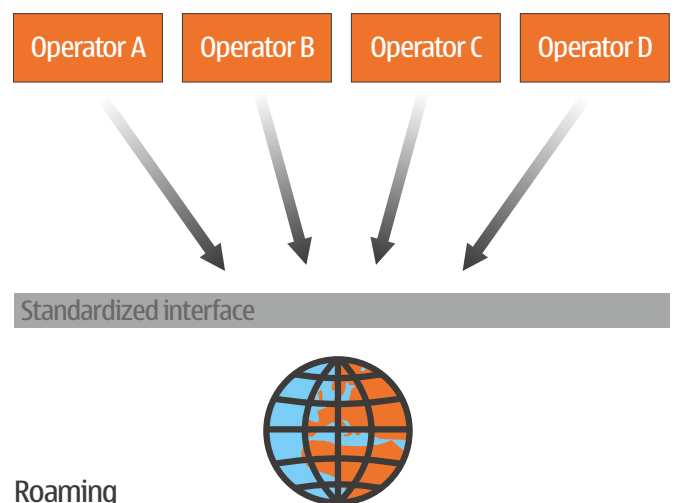 Operator A Operator B Operator C Operator D
Standardized interface
Roaming